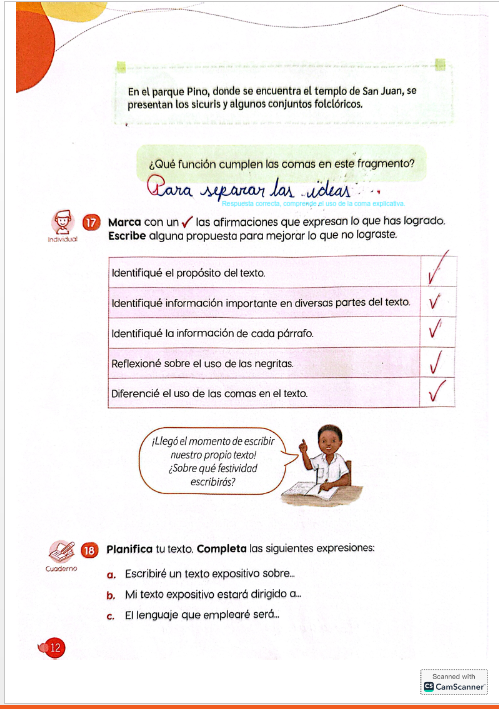 En el parque Pino, donde se encuentra el templo de San Juan, se
presentan los sicuris y algunos conjuntos folclóricos.
¿Qué función cumplen las comas en este fragmento?
Para separar las ideas
Respuesta correcta, comprende el uso de la coma explicativa.
Individual
17 Marca con un ✓ las afirmaciones que expresan lo que has logrado.
Escribe alguna propuesta para mejorar lo que no lograste.
Identifiqué el propósito del texto. ✓
Identifiqué información importante en diversas partes del texto. ✓
Identifiqué la información de cada párrafo. ✓
Reflexioné sobre el uso de las negritas. ✓
Diferencié el uso de las comas en el texto. ✓
¡Llegó el momento de escribir
nuestro propio texto!
¿Sobre qué festividad
escribirás?
Cuaderno
18 Planifica tu texto. Completa las siguientes expresiones:
a. Escribiré un texto expositivo sobre...
b. Mi texto expositivo estará dirigido a...
c. El lenguaje que emplearé será...
12
Scanned with
CS CamScanner